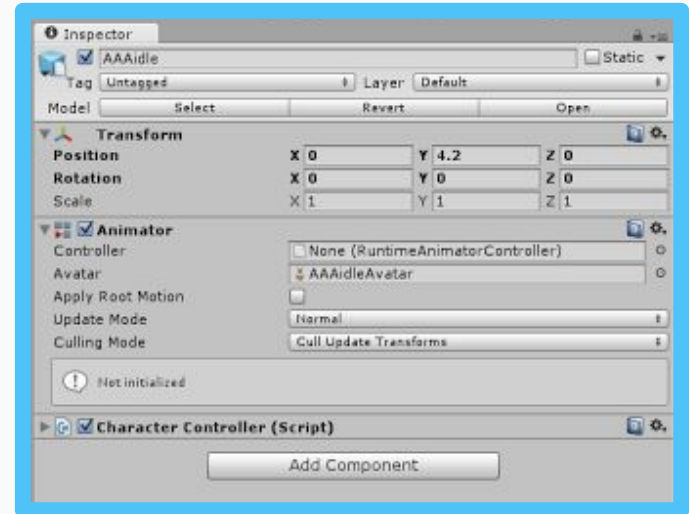 Inspector
AAAidle Static
Tag Untagged Layer Default
Model Select Revert Open
Transform
Position X 0 Y 4.2 Z 0
Rotation X 0 Y 0 Z 0
Scale X 1 Y 1 Z 1
Animator
Controller None (RuntimeAnimatorController)
Avatar AAAidleAvatar
Apply Root Motion
Update Mode Normal
Culling Mode Cull Update Transforms
Not initialized
Character Controller (Script)
Add Component